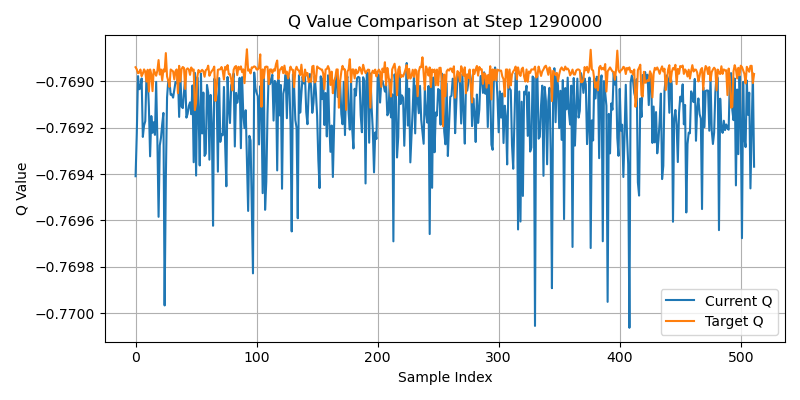 Q Value Comparison at Step 1290000
−0.7690
−0.7692
−0.7694
−0.7696
−0.7698
−0.7700
Q Value
0 100 200 300 400 500
Sample Index
Current Q
Target Q